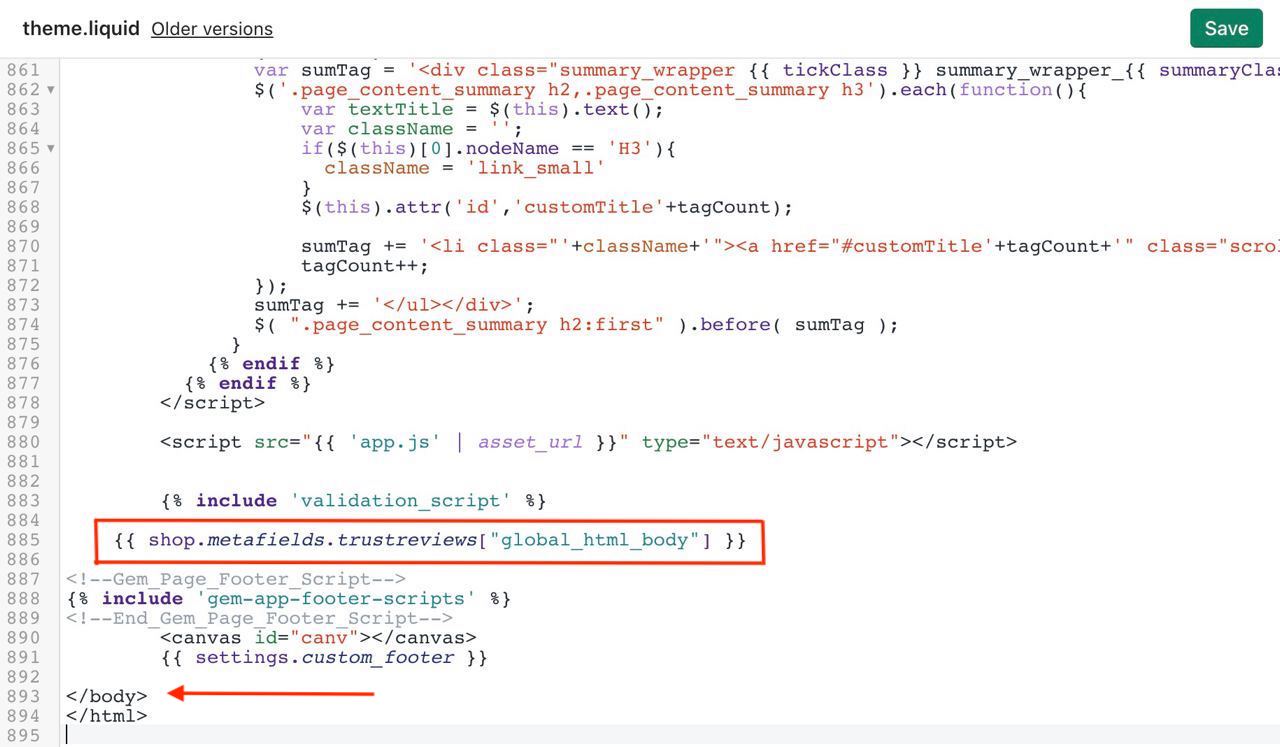 theme.liquid Older versions Save
861 var sumTag = '<div class="summary_wrapper {{ tickClass }} summary_wrapper_{{ summaryClas
862 $('.page_content_summary h2,.page_content_summary h3').each(function(){
863 var textTitle = $(this).text();
864 var className = '';
865 if($(this)[0].nodeName == 'H3'){
866 className = 'link_small'
867 }
868 $(this).attr('id','customTitle'+tagCount);
869
870 sumTag += '<li class="'+className+'"><a href="#customTitle'+tagCount+'" class="scrol
871 tagCount++;
872 });
873 sumTag += '</ul></div>';
874 $( ".page_content_summary h2:first" ).before( sumTag );
875 }
876 {% endif %}
877 {% endif %}
878 </script>
879
880 <script src="{{ 'app.js' | asset_url }}" type="text/javascript"></script>
881
882
883 {% include 'validation_script' %}
884
885 {{ shop.metafields.trustreviews["global_html_body"] }}
886
887 <!--Gem_Page_Footer_Script-->
888 {% include 'gem-app-footer-scripts' %}
889 <!--End_Gem_Page_Footer_Script-->
890 <canvas id="canv"></canvas>
891 {{ settings.custom_footer }}
892
893 </body>
894 </html>
895